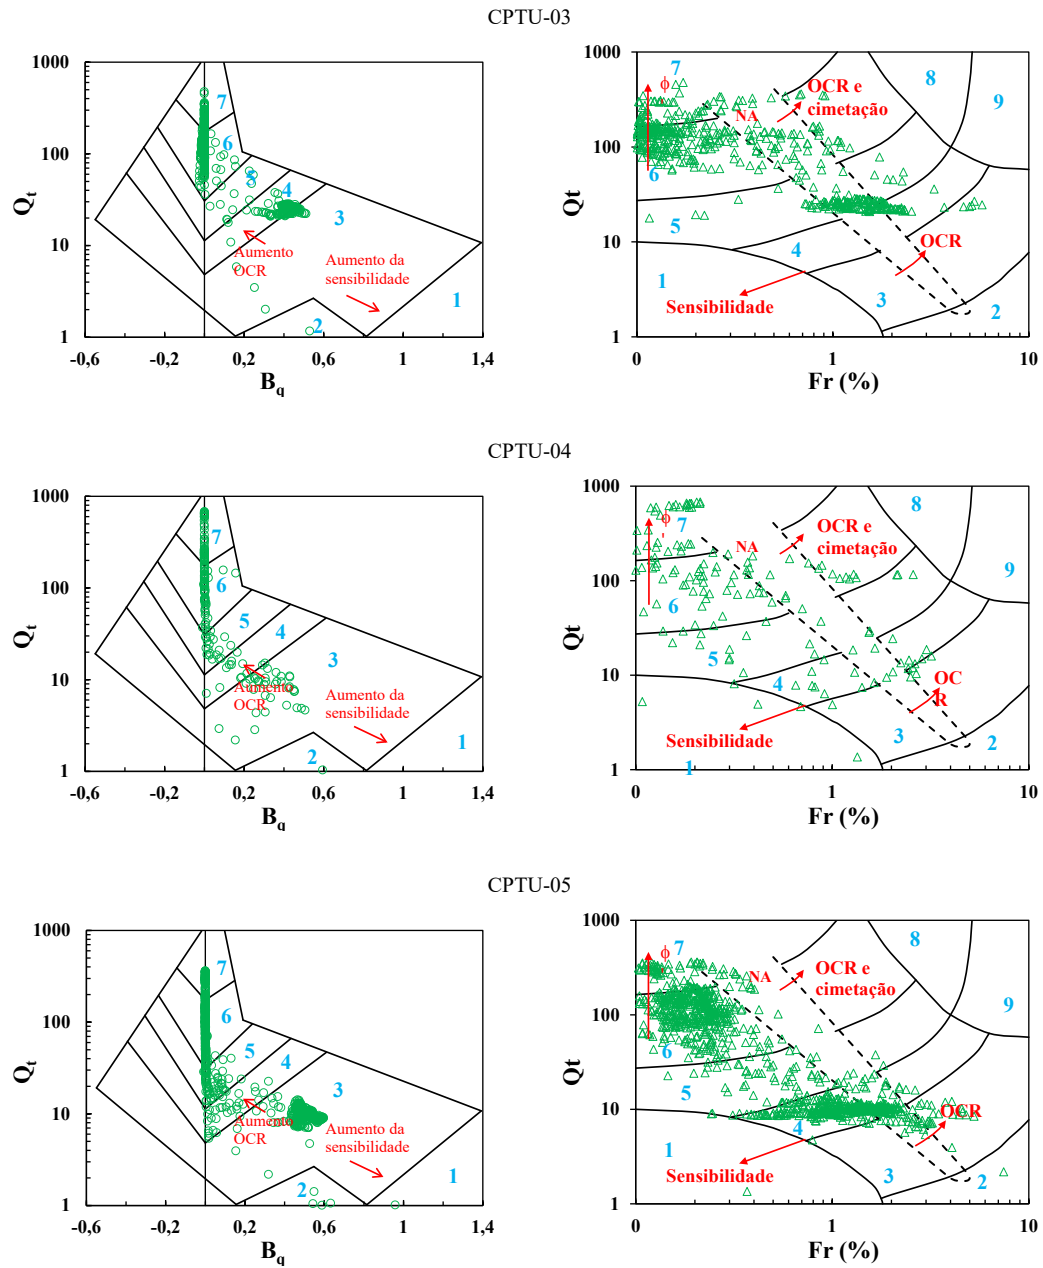 CPTU-03
1000
100
10
1
Qt
-0,6
-0,2
0,2
0,6
1
1,4
Bq
7
6
5
4
3
2
1
Aumento
OCR
Aumento da
sensibilidade
1000
100
10
1
Qt
0
1
10
Fr (%)
7
8
9
6
5
4
1
3
2
ϕ
'
NA
OCR e
cimetação
OCR
Sensibilidade
CPTU-04
1000
100
10
1
Qt
-0,6
-0,2
0,2
0,6
1
1,4
Bq
7
6
5
4
3
2
1
Aumento
OCR
Aumento da
sensibilidade
1000
100
10
1
Qt
0
1
10
Fr (%)
7
8
9
6
5
4
3
2
1
ϕ
'
NA
OCR e
cimetação
OC
R
Sensibilidade
CPTU-05
1000
100
10
1
Qt
-0,6
-0,2
0,2
0,6
1
1,4
Bq
7
6
5
4
3
2
1
Aumento
OCR
Aumento da
sensibilidade
1000
100
10
1
Qt
0
1
10
Fr (%)
7
8
9
6
5
4
1
3
2
ϕ
'
NA
OCR e
cimetação
OCR
Sensibilidade